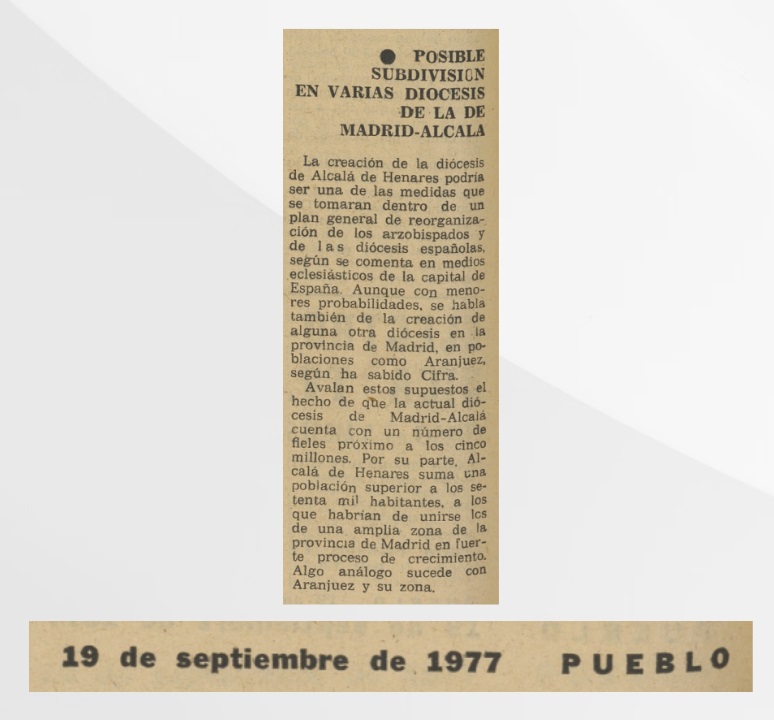 ● POSIBLE
SUBDIVISION
EN VARIAS DIOCESIS
DE LA DE
MADRID-ALCALA
La creación de la diócesis
de Alcalá de Henares podría
ser una de las medidas que
se tomaran dentro de un
plan general de reorganiza-
ción de los arzobispados y
de las diócesis españolas,
según se comenta en medios
eclesiásticos de la capital de
España. Aunque con meno-
res probabilidades, se habla
también de la creación de
alguna otra diócesis en la
provincia de Madrid, en po-
blaciones como Aranjuez,
según ha sabido Cifra.
Avalan estos supuestos el
hecho de que la actual dió-
cesis de Madrid-Alcalá
cuenta con un número de
fieles próximo a los cinco
millones. Por su parte, Al-
calá de Henares suma una
población superior a los se-
tenta mil habitantes, a los
que habrían de unirse los
de una amplia zona de la
provincia de Madrid en fuer-
te proceso de crecimiento.
Algo análogo sucede con
Aranjuez y su zona.
19 de septiembre de 1977 PUEBLO